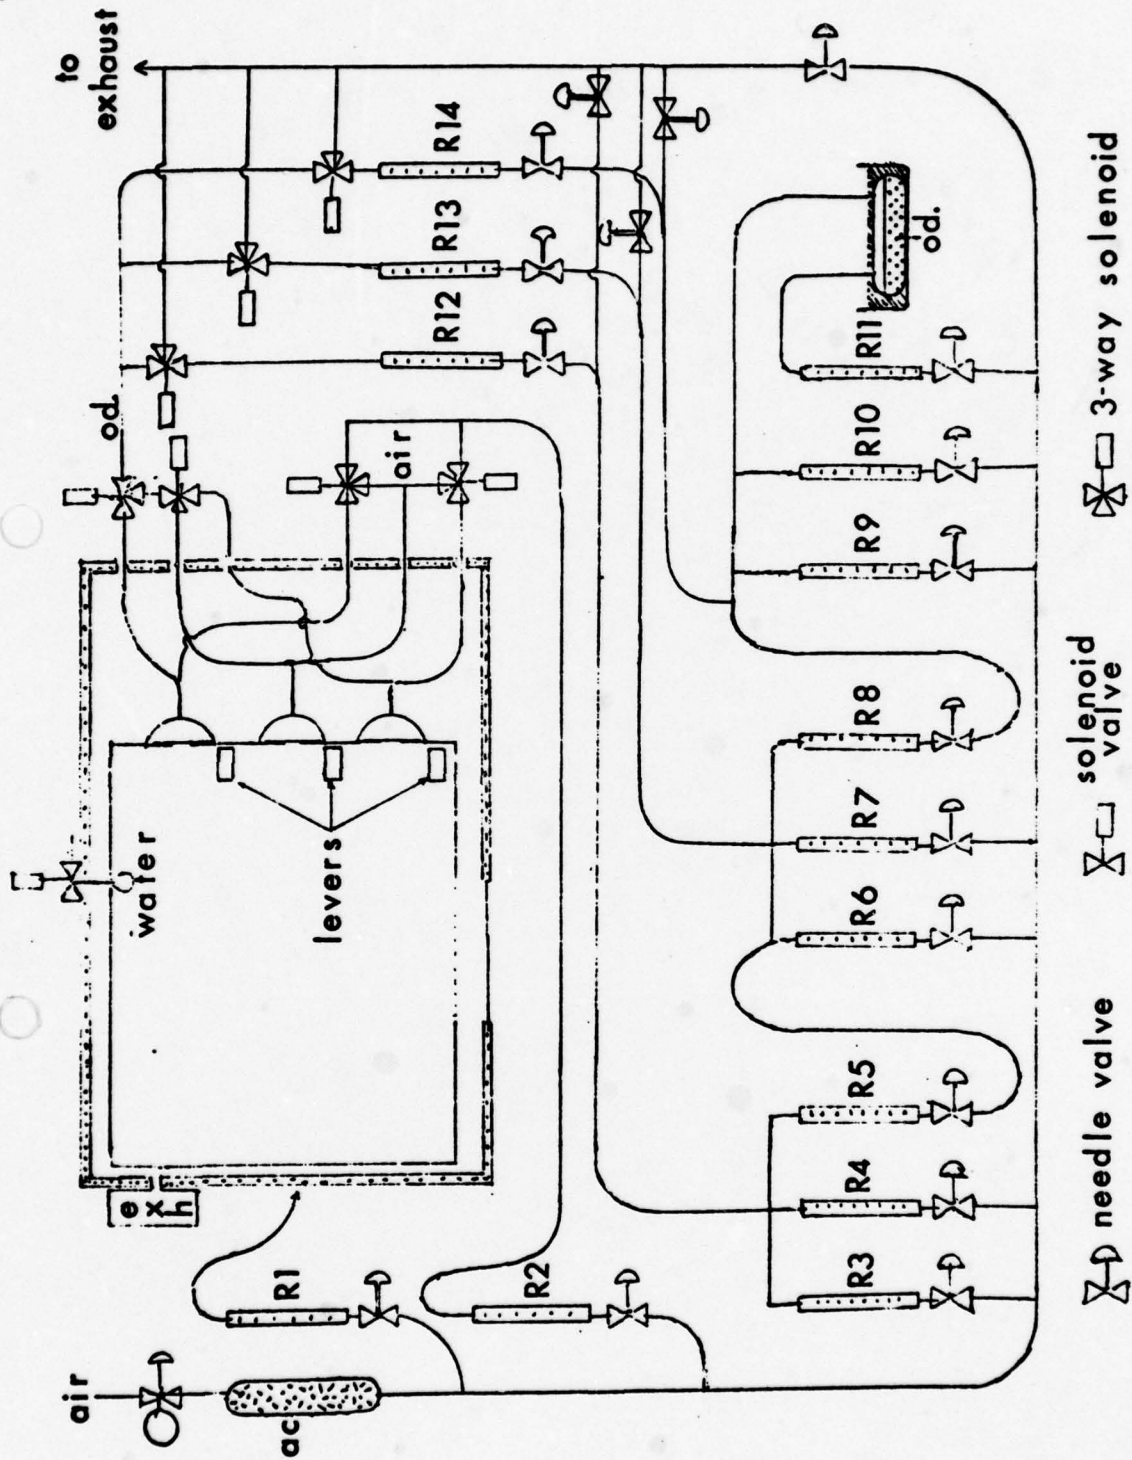 to
exhaust
R14
R13
R12
od.
air
water
levers
e
x
h
R1
R2
air
ac
od.
R11
R10
R9
R8
R7
R6
R5
R4
R3
needle valve
solenoid
valve
3-way solenoid